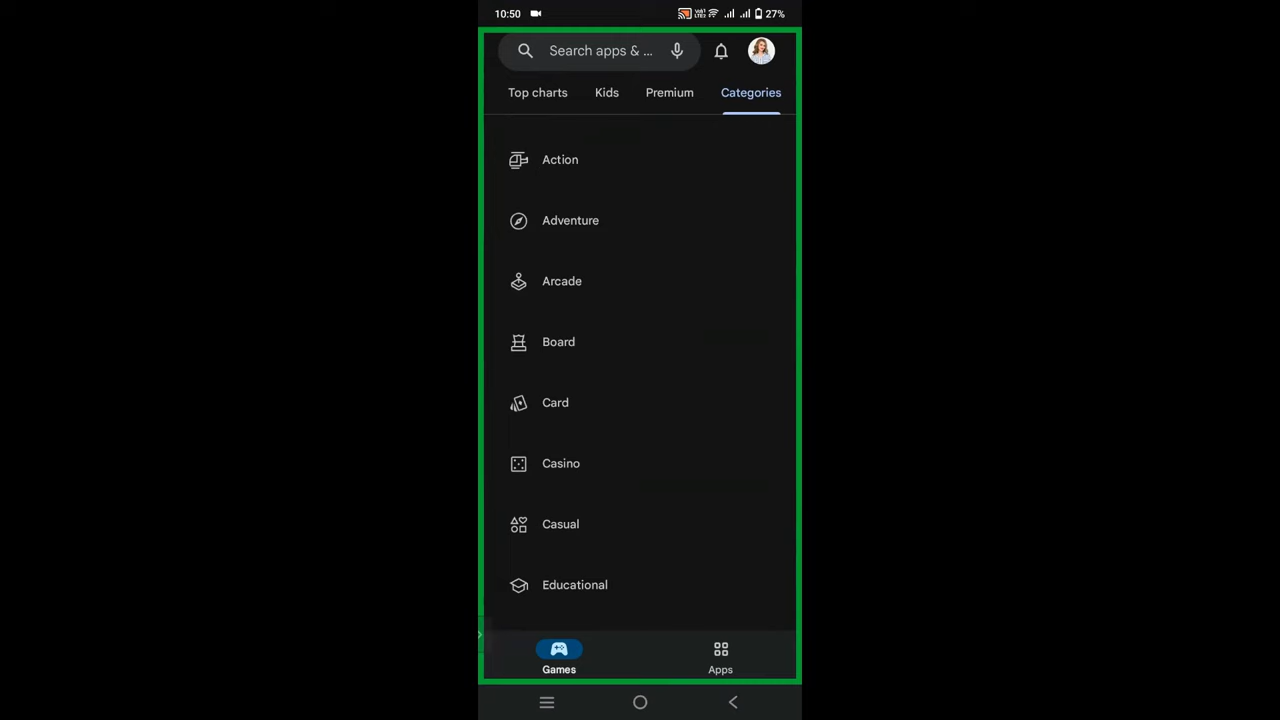 10:50 27%
Search apps & ...
Top charts Kids Premium Categories
Action
Adventure
Arcade
Board
Card
Casino
Casual
Educational
Games Apps